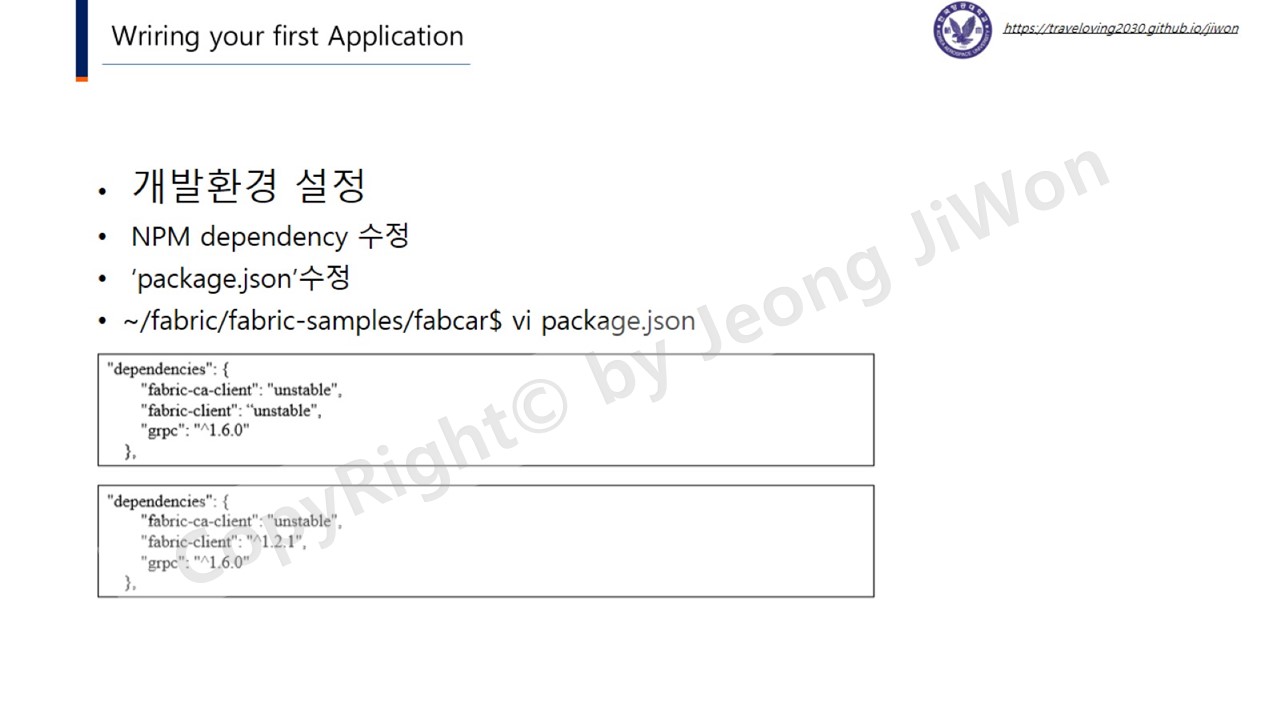 Wriring your first Application
https://traveloving2030.github.io/jiwon
• 개발환경 설정
• NPM dependency 수정
• ‘package.json’수정
• ~/fabric/fabric-samples/fabcar$ vi package.json
"dependencies": {
"fabric-ca-client": "unstable",
"fabric-client": “unstable",
"grpc": "^1.6.0"
},
"dependencies": {
"fabric-ca-client": "unstable",
"fabric-client": "^1.2.1",
"grpc": "^1.6.0"
},
CopyRight© by Jeong JiWon